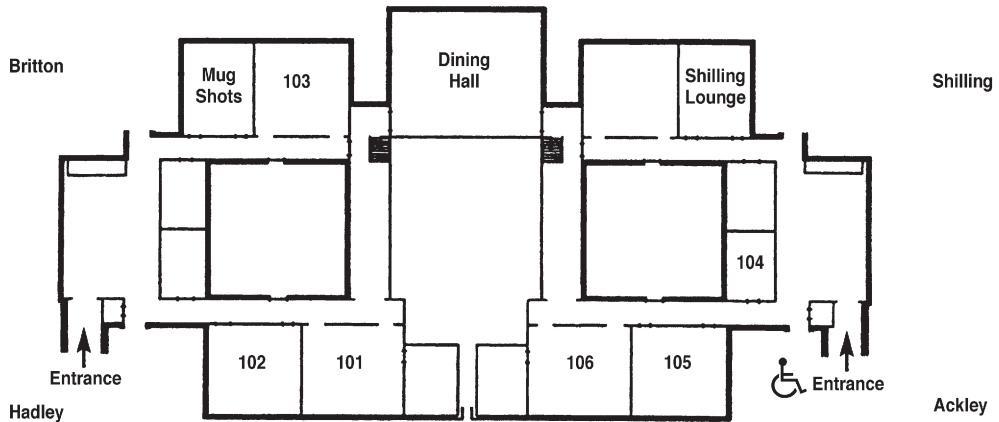 Britton
Mug
Shots
103
Dining
Hall
Shilling
Lounge
Shilling
104
102
101
106
105
Entrance
Entrance
Hadley
Ackley